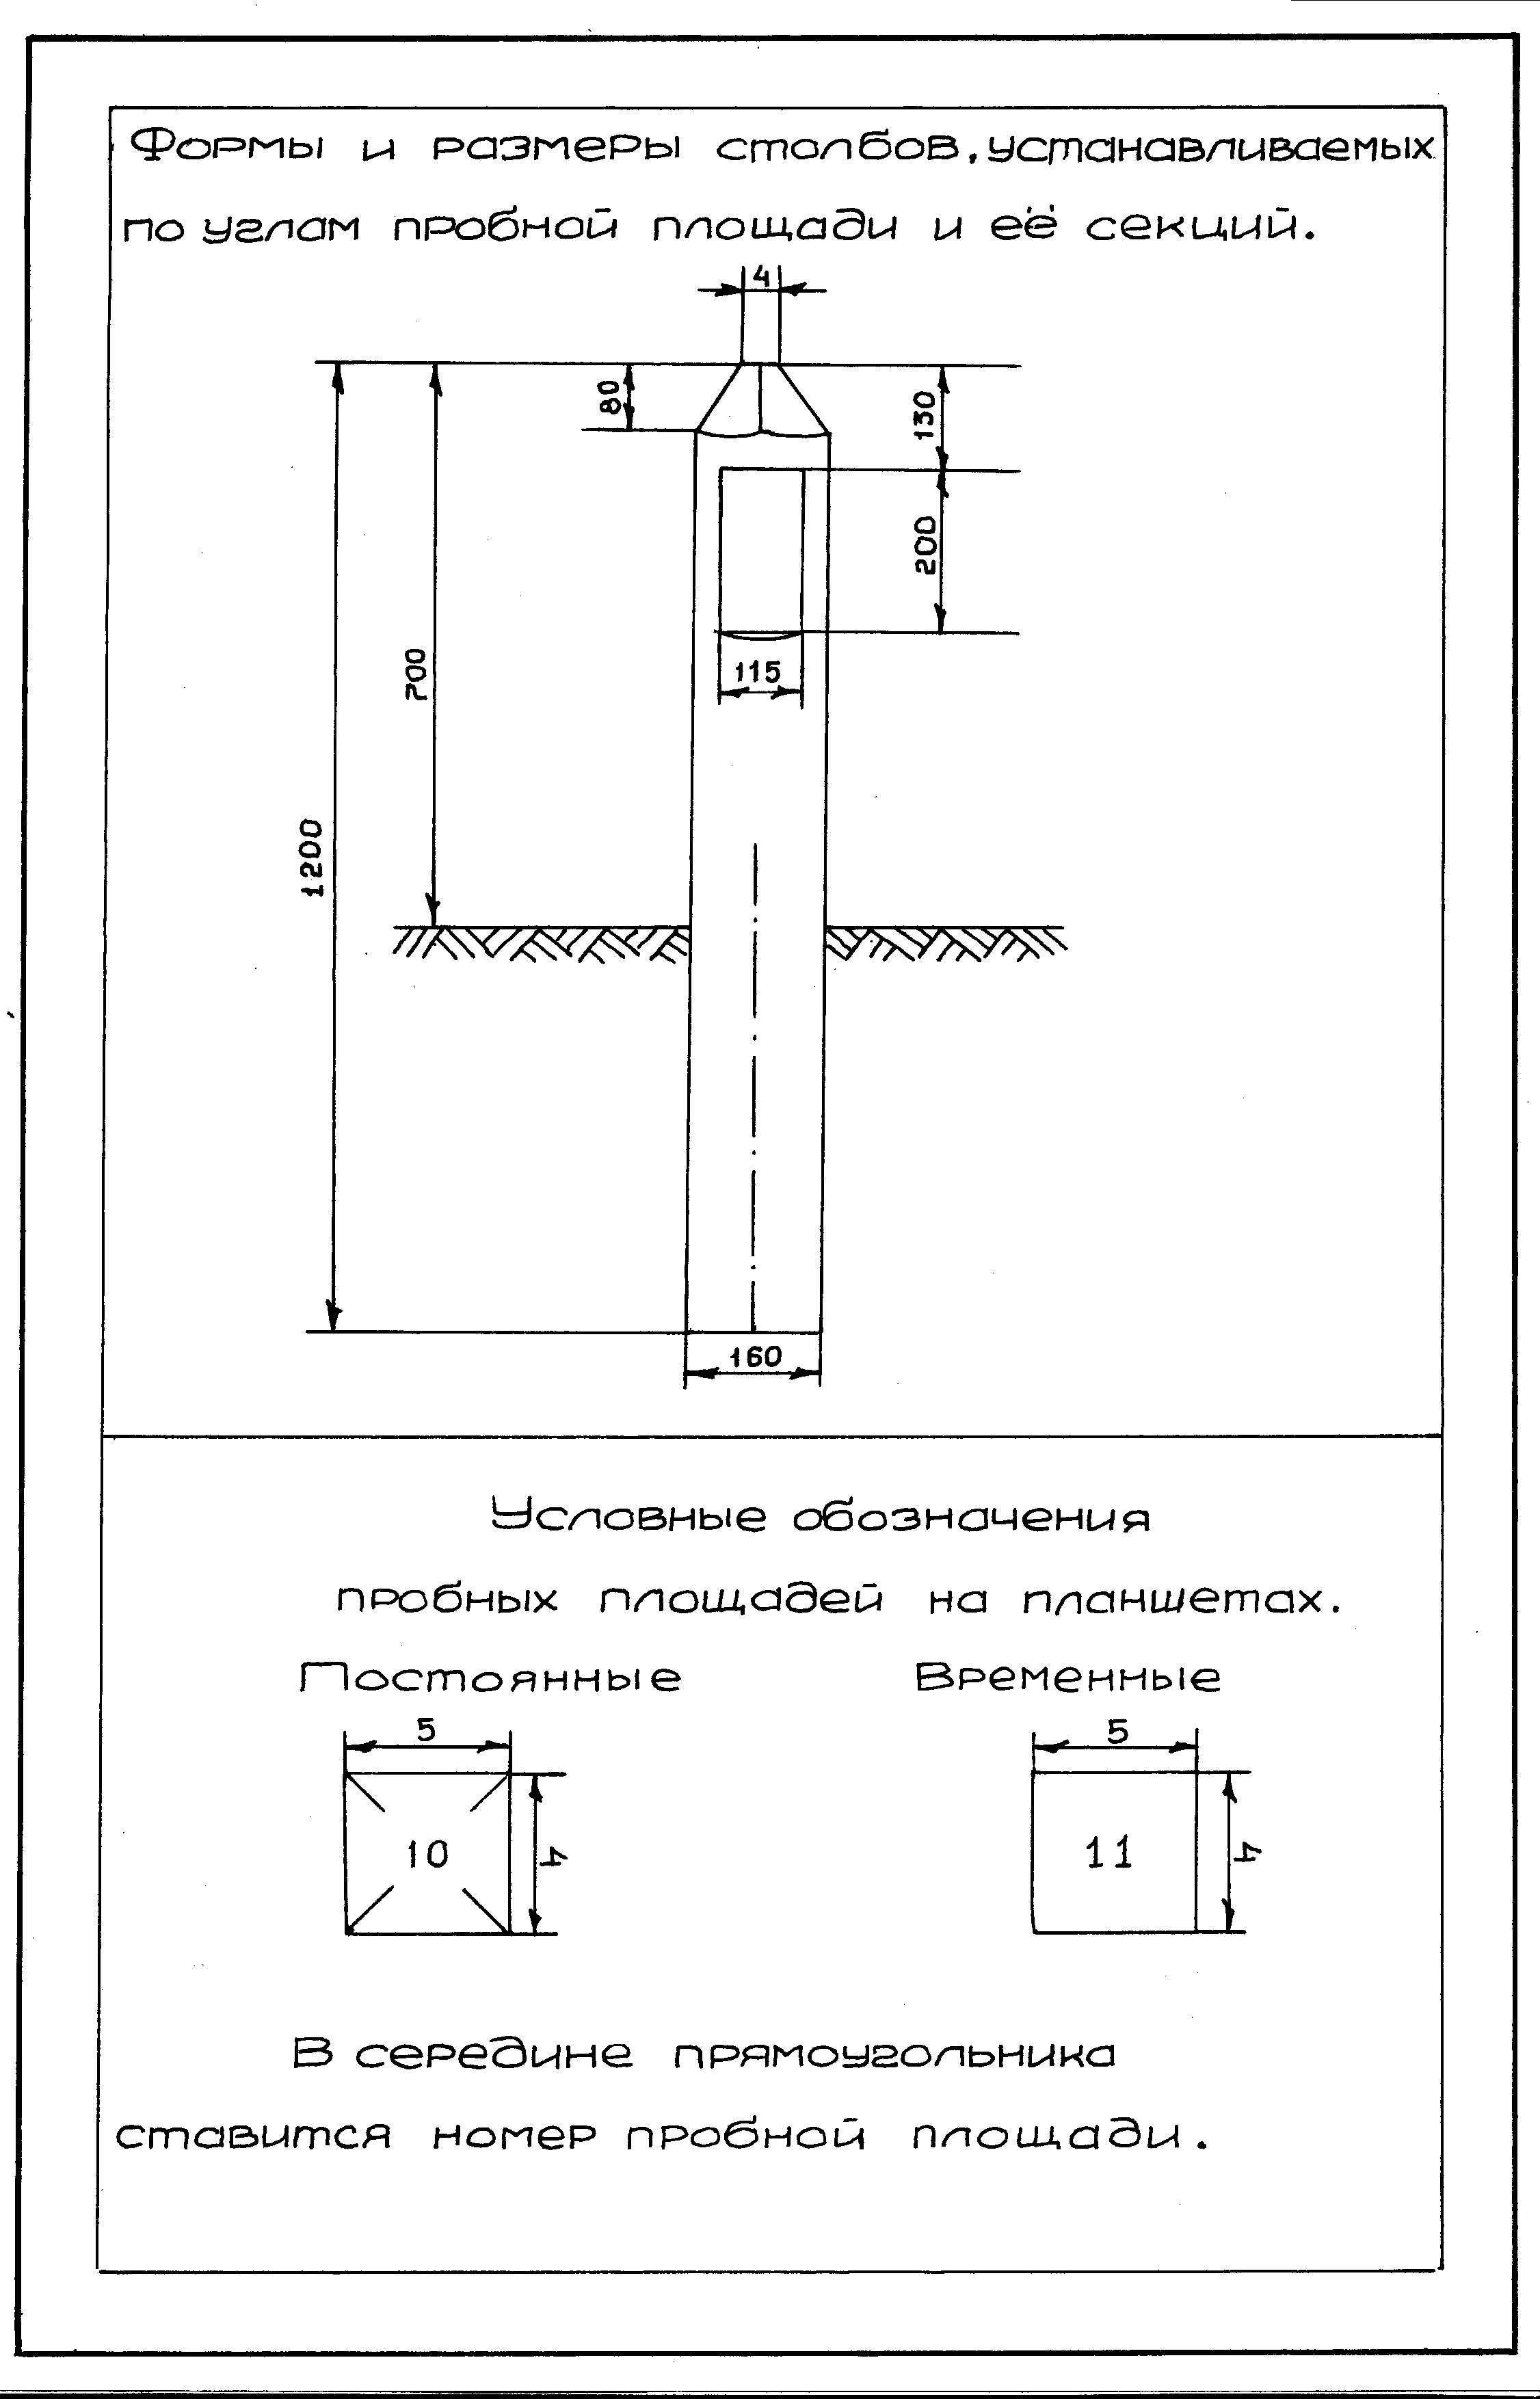 Формы и размеры столбов, устанавливаемых
по углам пробной площади и её секций.
4
80
130
200
700
115
1200
160
Условные обозначения
пробных площадей на планшетах.
Постоянные Временные
5 5
10 4 11 4
В середине прямоугольника
ставится номер пробной площади.